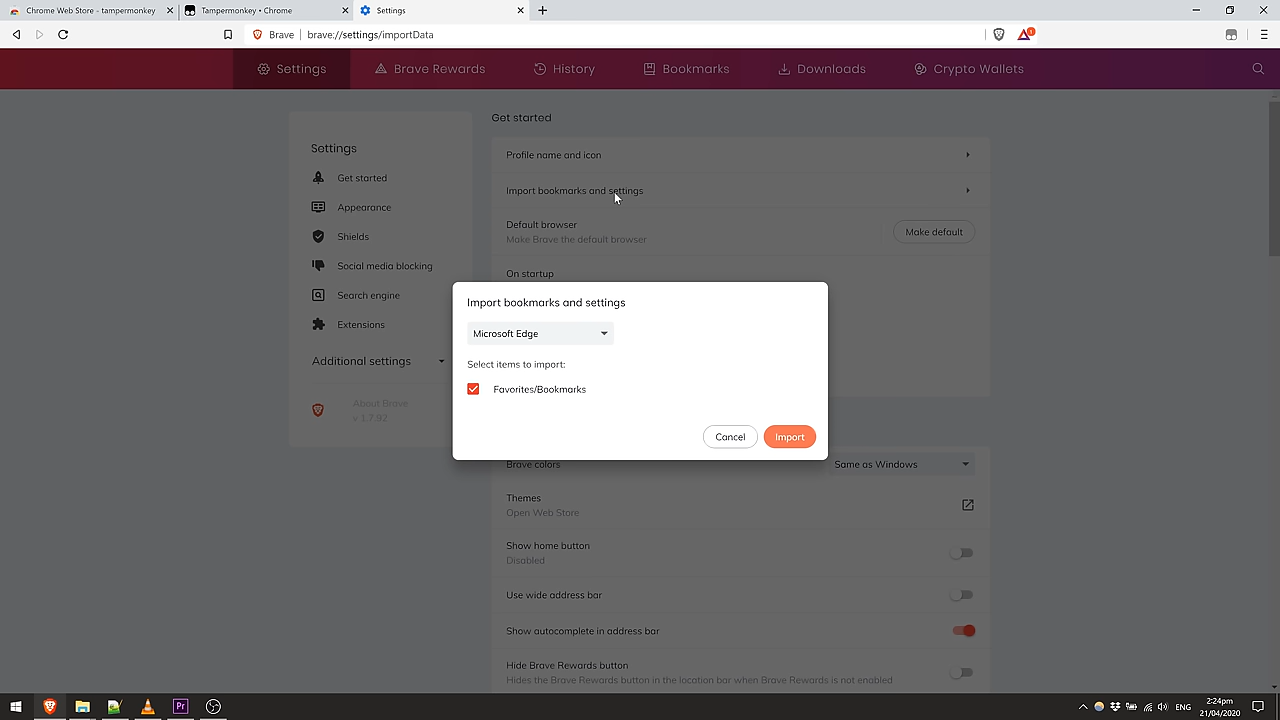 Chrome Web Store - tampermonkey
Tampermonkey • Chrome
Settings
Brave
brave://settings/importData
1
Settings
Brave Rewards
History
Bookmarks
Downloads
Crypto Wallets
Settings
Get started
Appearance
Shields
Social media blocking
Search engine
Extensions
Additional settings
About Brave
v 1.7.92
Get started
Profile name and icon
Import bookmarks and settings
Default browser
Make Brave the default browser
Make default
On startup
Import bookmarks and settings
Microsoft Edge
Select items to import:
Favorites/Bookmarks
Cancel
Import
Brave colors
Same as Windows
Themes
Open Web Store
Show home button
Disabled
Use wide address bar
Show autocomplete in address bar
Hide Brave Rewards button
Hides the Brave Rewards button in the location bar when Brave Rewards is not enabled
Pr
ENG
2:24pm
21/04/2020